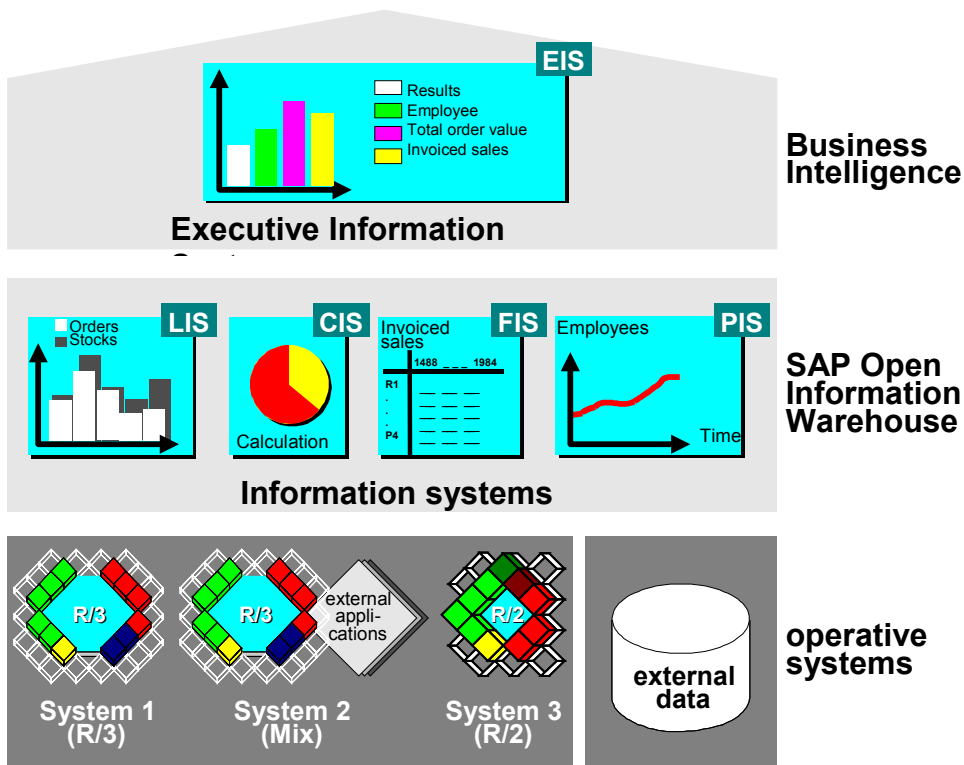 EIS
Results
Employee
Total order value
Invoiced sales
Business
Intelligence
Executive Information
LIS
Orders
Stocks
CIS
Calculation
FIS
Invoiced
sales
1488 _ _ _ 1984
R1
.
.
.
P4
PIS
Employees
Time
SAP Open
Information
Warehouse
Information systems
R/3
R/3
external
appli-
cations
R/2
System 1
(R/3)
System 2
(Mix)
System 3
(R/2)
external
data
operative
systems